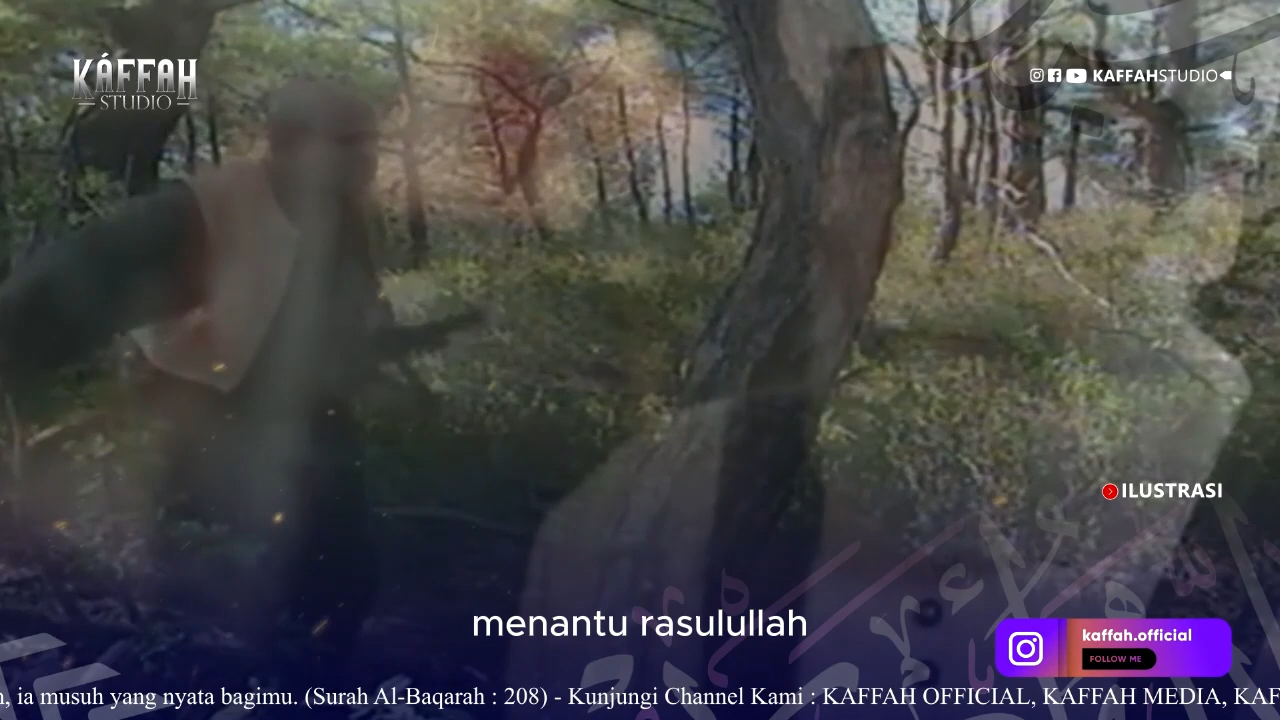 KÁFFAH
STUDIO
KAFFAHSTUDIO
ILUSTRASI
menantu rasulullah
kaffah.official
FOLLOW ME
ia musuh yang nyata bagimu. (Surah Al-Baqarah : 208) - Kunjungi Channel Kami : KAFFAH OFFICIAL, KAFFAH MEDIA,